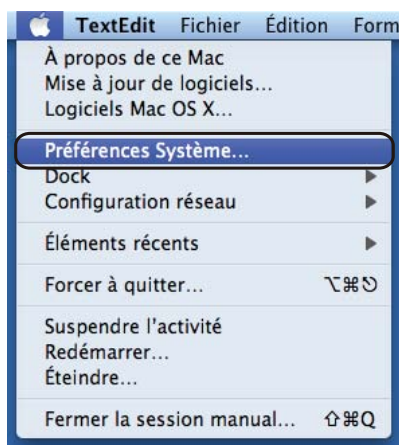 TextEdit Fichier Édition Form
À propos de ce Mac
Mise à jour de logiciels...
Logiciels Mac OS X...
Préférences Système...
Dock
Configuration réseau
Éléments récents
Forcer à quitter... ⌥⌘⎋
Suspendre l'activité
Redémarrer...
Éteindre...
Fermer la session manual... ⇧⌘Q